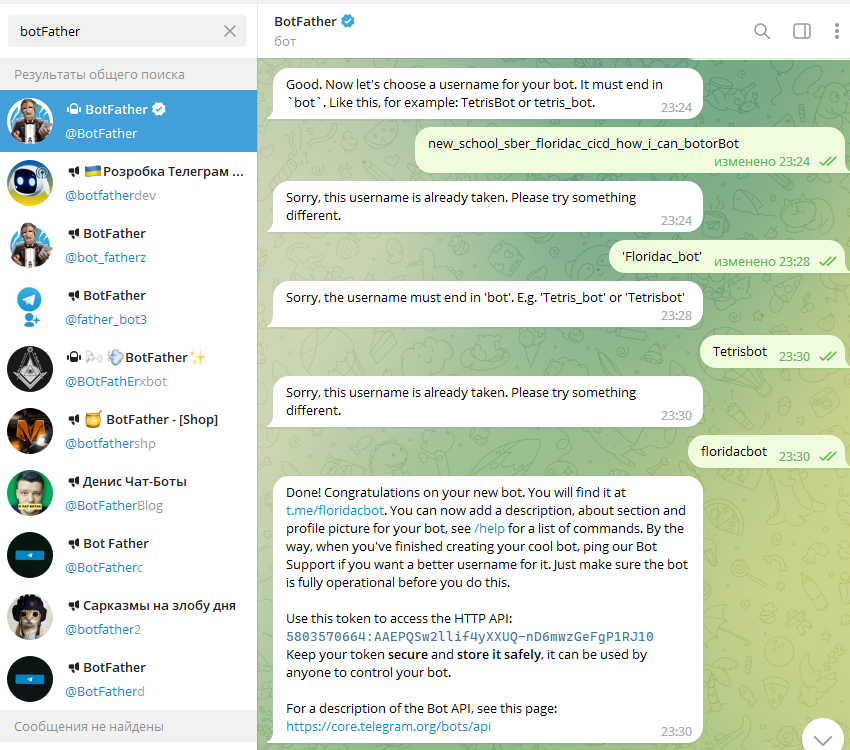 botFather
Результаты общего поиска
BotFather
@BotFather
Розробка Телеграм ...
@botfatherdev
BotFather
@bot_fatherz
BotFather
@father_bot3
BotFather
@BOtFathErxbot
BotFather - [Shop]
@botfathershp
Денис Чат-Боты
@BotFatherBlog
Bot Father
@BotFatherc
Сарказмы на злобу дня
@botfather2
BotFather
@BotFatherd
Сообщения не найдены
BotFather
бот
Good. Now let's choose a username for your bot. It must end in
`bot`. Like this, for example: TetrisBot or tetris_bot.
23:24
new_school_sber_floridac_cicd_how_i_can_botorBot
изменено 23:24
Sorry, this username is already taken. Please try something
different.
23:24
'Floridac_bot' изменено 23:28
Sorry, the username must end in 'bot'. E.g. 'Tetris_bot' or 'Tetrisbot'
23:28
Tetrisbot 23:30
Sorry, this username is already taken. Please try something
different.
23:30
floridacbot 23:30
Done! Congratulations on your new bot. You will find it at
t.me/floridacbot. You can now add a description, about section and
profile picture for your bot, see /help for a list of commands. By the
way, when you've finished creating your cool bot, ping our Bot
Support if you want a better username for it. Just make sure the bot
is fully operational before you do this.
Use this token to access the HTTP API:
5803570664:AAEPQSw2llif4yXXUQ-nD6mwzGeFgP1RJ10
Keep your token secure and store it safely, it can be used by
anyone to control your bot.
For a description of the Bot API, see this page:
https://core.telegram.org/bots/api
23:30